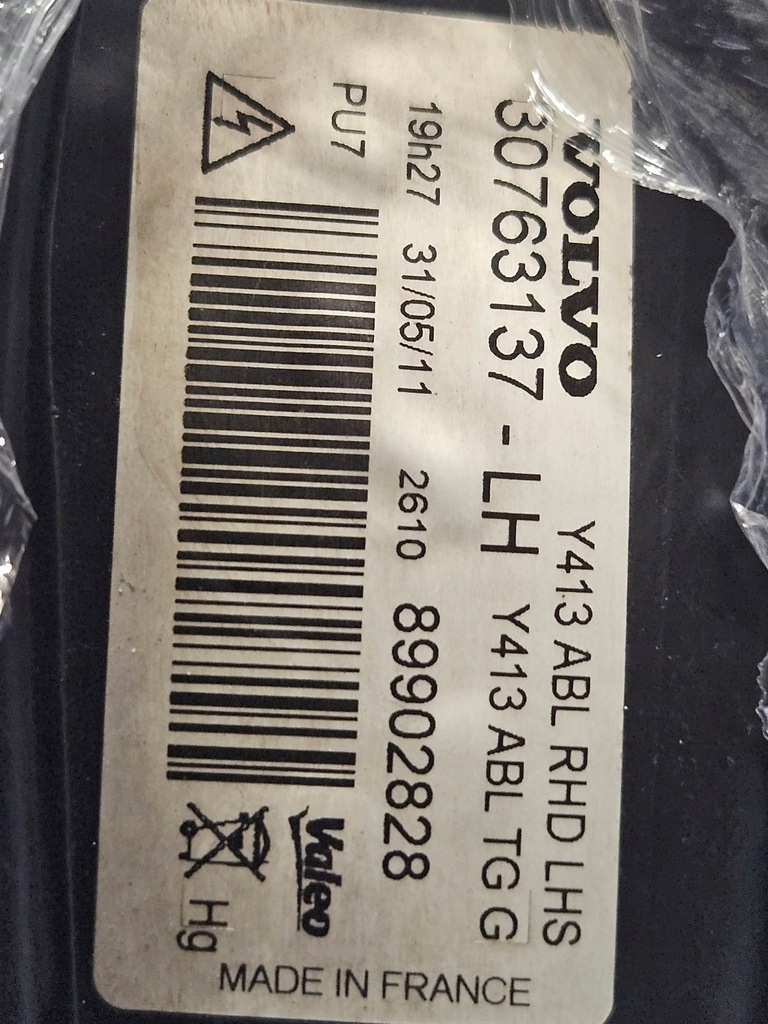 VOLVO
Y413 ABL RHD LHS
30763137 - LH Y413 ABL TG G
19h27 31/05/11 2610 89902828
PU7
Valeo
Hg
MADE IN FRANCE